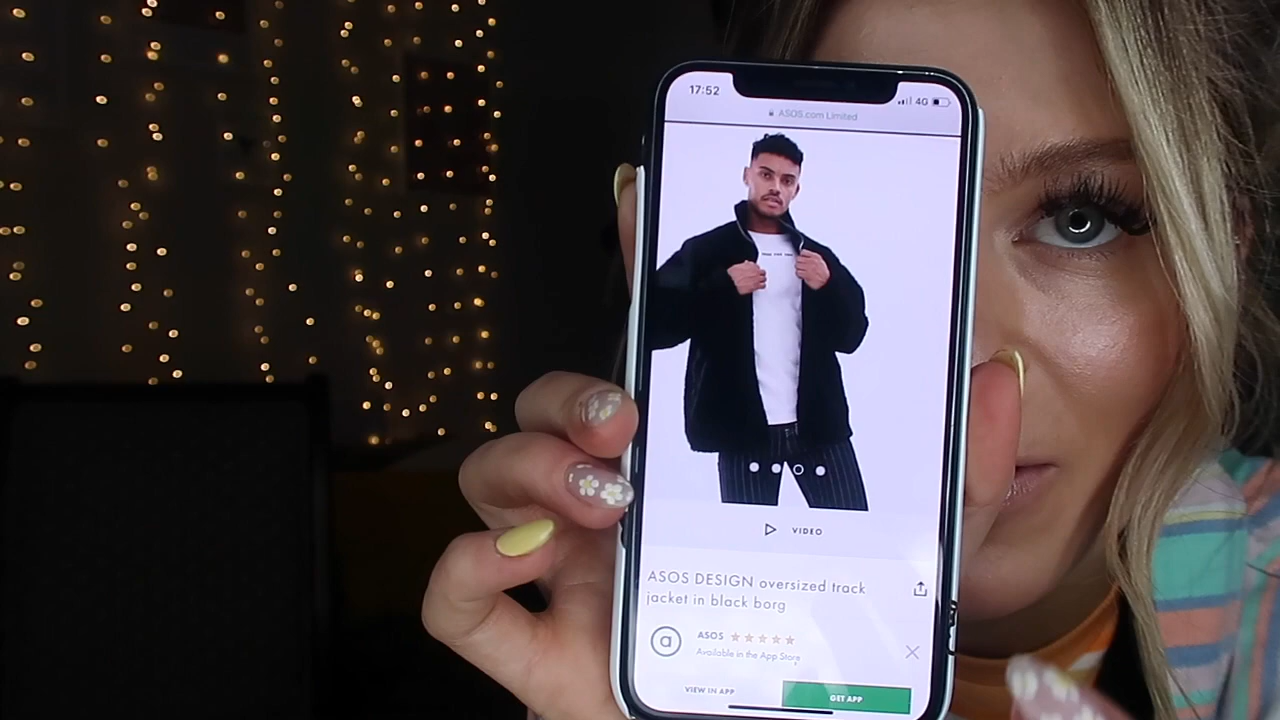 17:52
4G
ASOS.com Limited
VIDEO
ASOS DESIGN oversized track
jacket in black borg
a
ASOS
Available in the App Store
VIEW IN APP
GET APP